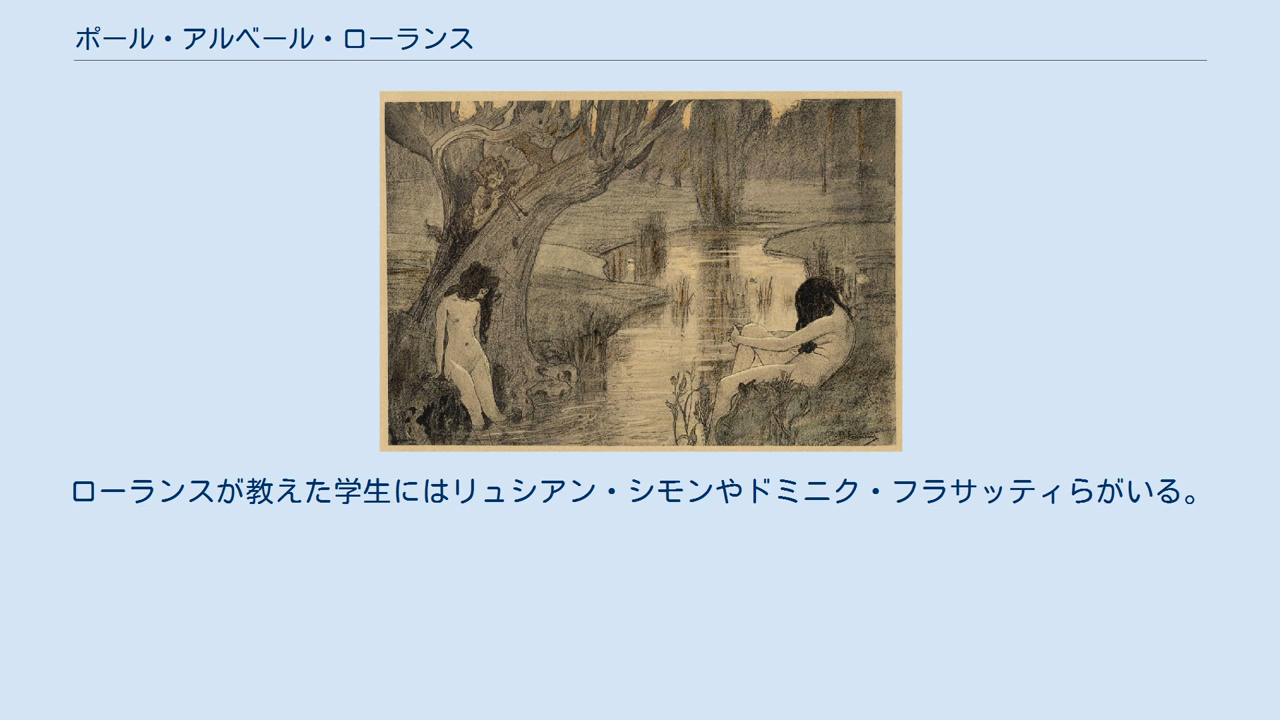 ポール・アルベール・ローランス
ローランスが教えた学生にはリュシアン・シモンやドミニク・フラサッティらがいる。